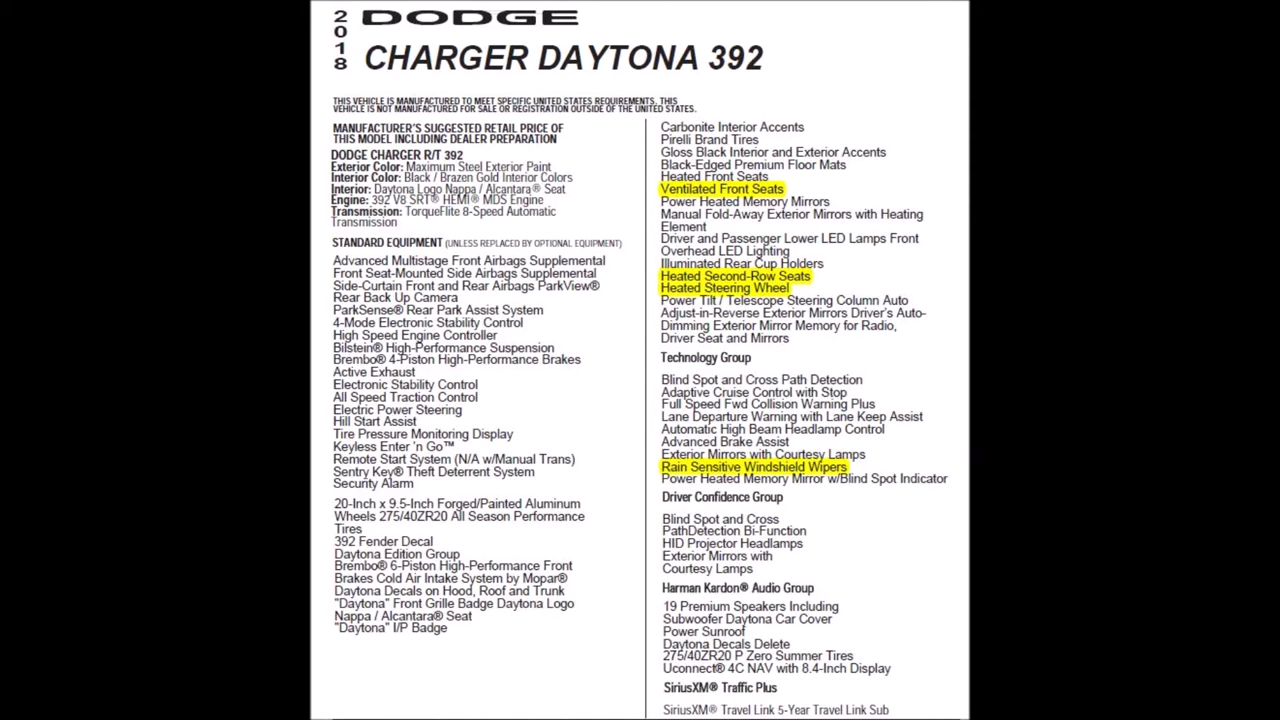 2018
DODGE
CHARGER DAYTONA 392
THIS VEHICLE IS MANUFACTURED TO MEET SPECIFIC UNITED STATES REQUIREMENTS. THIS
VEHICLE IS NOT MANUFACTURED FOR SALE OR REGISTRATION OUTSIDE OF THE UNITED STATES.
MANUFACTURER'S SUGGESTED RETAIL PRICE OF
THIS MODEL INCLUDING DEALER PREPARATION
DODGE CHARGER R/T 392
Exterior Color: Maximum Steel Exterior Paint
Interior Color: Black / Brazen Gold Interior Colors
Interior: Daytona Logo Nappa / Alcantara® Seat
Engine: 392 V8 SRT® HEMI® MDS Engine
Transmission: TorqueFlite 8-Speed Automatic
Transmission
STANDARD EQUIPMENT (UNLESS REPLACED BY OPTIONAL EQUIPMENT)
Advanced Multistage Front Airbags Supplemental
Front Seat-Mounted Side Airbags Supplemental
Side-Curtain Front and Rear Airbags ParkView®
Rear Back Up Camera
ParkSense® Rear Park Assist System
4-Mode Electronic Stability Control
High Speed Engine Controller
Bilstein® High-Performance Suspension
Brembo® 4-Piston High-Performance Brakes
Active Exhaust
Electronic Stability Control
All Speed Traction Control
Electric Power Steering
Hill Start Assist
Tire Pressure Monitoring Display
Keyless Enter 'n Go™
Remote Start System (N/A w/Manual Trans)
Sentry Key® Theft Deterrent System
Security Alarm
20-Inch x 9.5-Inch Forged/Painted Aluminum
Wheels 275/40ZR20 All Season Performance
Tires
392 Fender Decal
Daytona Edition Group
Brembo® 6-Piston High-Performance Front
Brakes Cold Air Intake System by Mopar®
Daytona Decals on Hood, Roof and Trunk
"Daytona" Front Grille Badge Daytona Logo
Nappa / Alcantara® Seat
"Daytona" I/P Badge
Carbonite Interior Accents
Pirelli Brand Tires
Gloss Black Interior and Exterior Accents
Black-Edged Premium Floor Mats
Heated Front Seats
Ventilated Front Seats
Power Heated Memory Mirrors
Manual Fold-Away Exterior Mirrors with Heating
Element
Driver and Passenger Lower LED Lamps Front
Overhead LED Lighting
Illuminated Rear Cup Holders
Heated Second-Row Seats
Heated Steering Wheel
Power Tilt / Telescope Steering Column Auto
Adjust-in-Reverse Exterior Mirrors Driver's Auto-
Dimming Exterior Mirror Memory for Radio,
Driver Seat and Mirrors
Technology Group
Blind Spot and Cross Path Detection
Adaptive Cruise Control with Stop
Full Speed Fwd Collision Warning Plus
Lane Departure Warning with Lane Keep Assist
Automatic High Beam Headlamp Control
Advanced Brake Assist
Exterior Mirrors with Courtesy Lamps
Rain Sensitive Windshield Wipers
Power Heated Memory Mirror w/Blind Spot Indicator
Driver Confidence Group
Blind Spot and Cross
PathDetection Bi-Function
HID Projector Headlamps
Exterior Mirrors with
Courtesy Lamps
Harman Kardon® Audio Group
19 Premium Speakers Including
Subwoofer Daytona Car Cover
Power Sunroof
Daytona Decals Delete
275/40ZR20 P Zero Summer Tires
Uconnect® 4C NAV with 8.4-Inch Display
SiriusXM® Traffic Plus
SiriusXM® Travel Link 5-Year Travel Link Sub